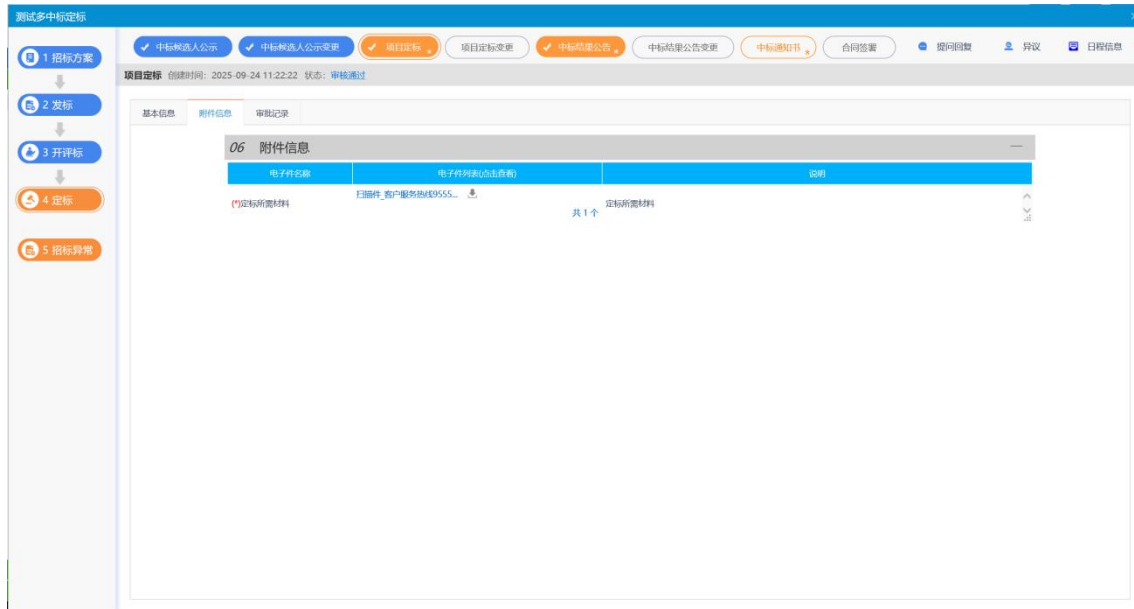 测试多中标定标
1 招标方案
2 发标
3 开评标
4 定标
5 招标异常
中标候选人公示 中标候选人公示变更 项目定标 项目定标变更 中标结果公告 中标结果公告变更 中标通知书 合同签署 提问回复 异议 日程信息
项目定标 创建时间: 2025-09-24 11:22:22 状态: 审核通过
基本信息 附件信息 审批记录
06 附件信息
电子件名称 电子件列表(点击查看) 说明
(*)定标所需材料 扫描件_客户服务热线9555... 共 1 个 定标所需材料